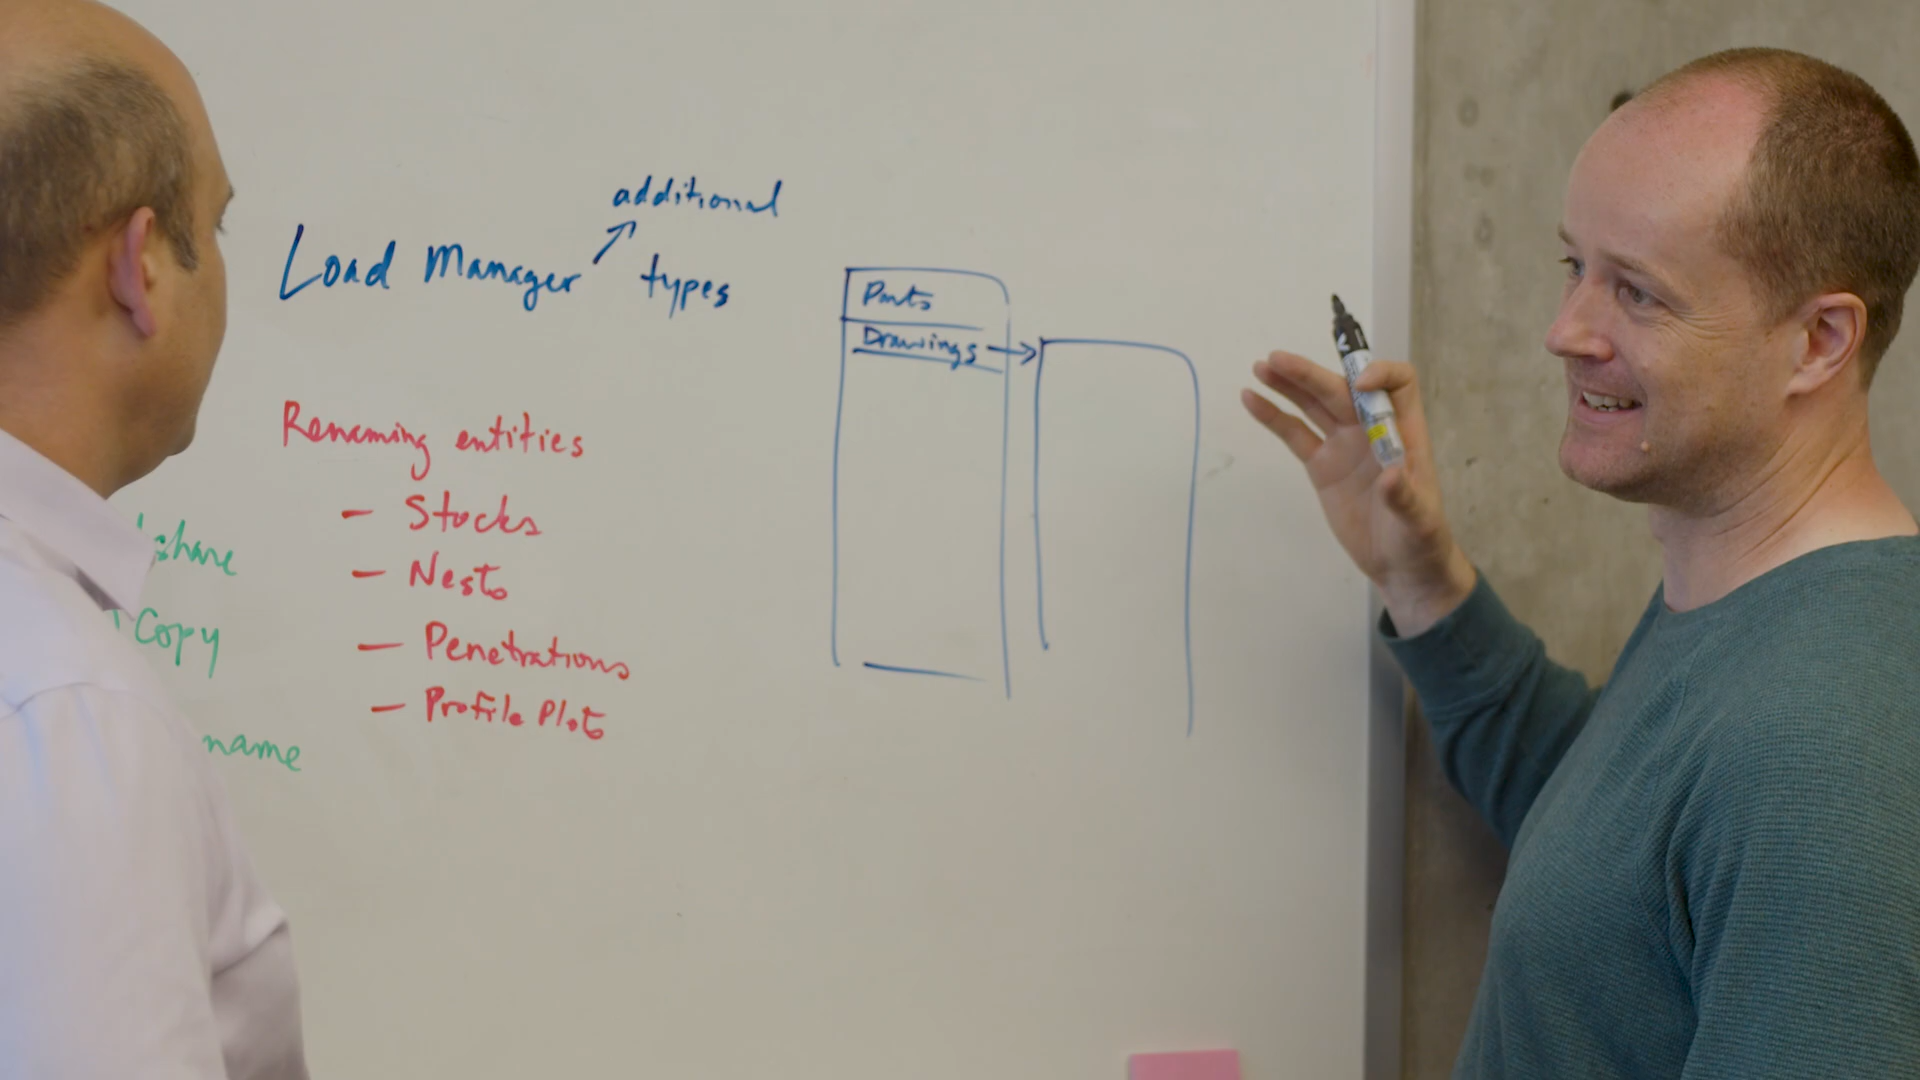 additional
Load Manager types
Parts
Drawings
Renaming entities
- Stocks
- Nests
- Penetrations
- Profile Plots
share
Copy
name